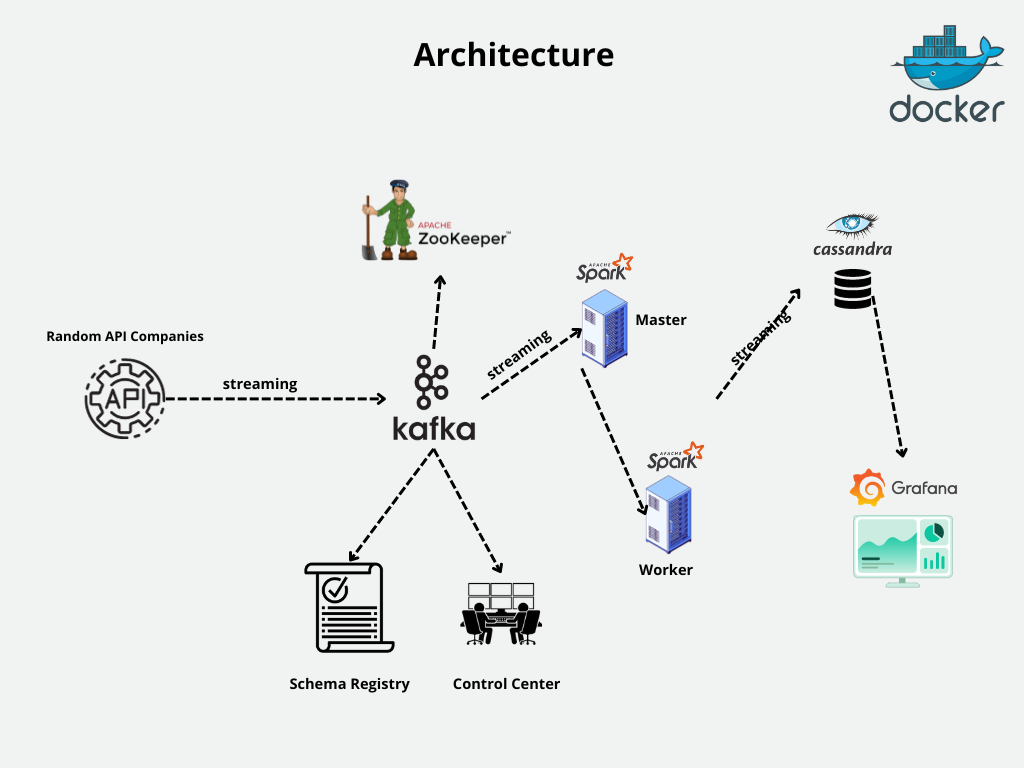 Architecture
docker
APACHE
ZooKeeper™
cassandra
APACHE
Spark
Master
Random API Companies
API
streaming
streaming
streaming
kafka
APACHE
Spark
Grafana
Worker
Schema Registry
Control Center